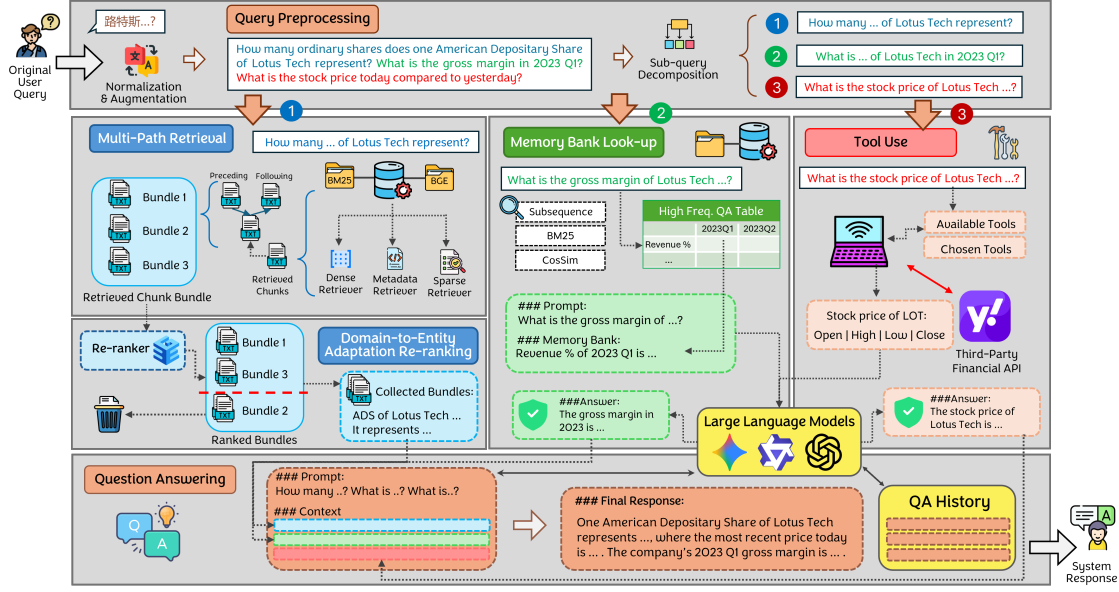 路特斯...?
Original
User
Query
Normalization
& Augmentation
Query Preprocessing
How many ordinary shares does one American Depositary Share
of Lotus Tech represent? What is the gross margin in 2023 Q1?
What is the stock price today compared to yesterday?
Sub-query
Decomposition
1
How many ... of Lotus Tech represent?
2
What is ... of Lotus Tech in 2023 Q1?
3
What is the stock price of Lotus Tech ...?
1
Multi-Path Retrieval
How many ... of Lotus Tech represent?
Bundle 1
Bundle 2
Bundle 3
TXT
TXT
TXT
Retrieved Chunk Bundle
Preceding
Following
TXT
TXT
TXT
TXT
Retrieved
Chunks
BM25
BGE
Dense
Retriever
Metadata
Retriever
Sparse
Retriever
Re-ranker
Bundle 1
Bundle 3
Bundle 2
TXT
TXT
TXT
Ranked Bundles
Domain-to-Entity
Adaptation Re-ranking
TXT
Collected Bundles:
ADS of Lotus Tech ...
It represents ...
2
Memory Bank Look-up
What is the gross margin of Lotus Tech ...?
Subsequence
BM25
CosSim
High Freq. QA Table
2023Q1
2023Q2
Revenue %
...
### Prompt:
What is the gross margin of ...?
### Memory Bank:
Revenue % of 2023 Q1 is ...
###Answer:
The gross margin in
2023 is ...
3
Tool Use
What is the stock price of Lotus Tech ...?
Available Tools
Chosen Tools
Stock price of LOT:
Open | High | Low | Close
y!
Third-Party
Financial API
###Answer:
The stock price of
Lotus Tech is ...
Large Language Models
Question Answering
Q
A
### Prompt:
How many ..? What is ..? What is..?
### Context
### Final Response:
One American Depositary Share of Lotus Tech
represents ..., where the most recent price today
is ... . The company's 2023 Q1 gross margin is ... .
QA History
A
System
Response